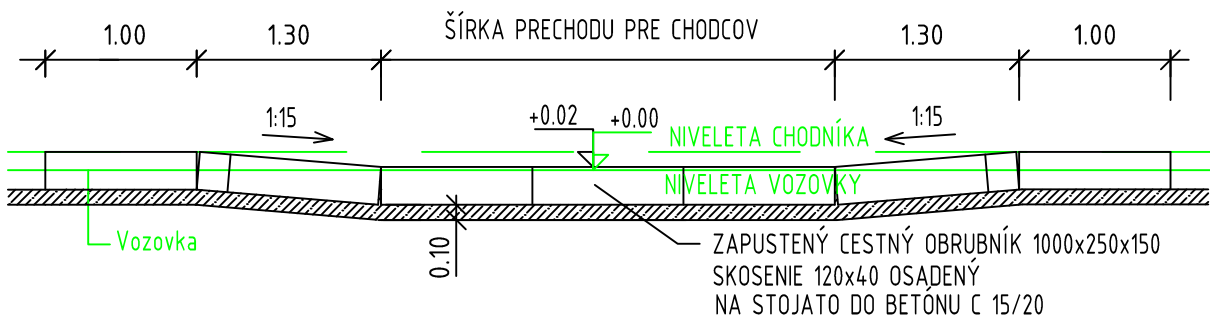 1.00
1.30
ŠÍRKA PRECHODU PRE CHODCOV
1.30
1.00
1:15
+0.02
+0.00
NIVELETA CHODNÍKA
1:15
NIVELETA VOZOVKY
Vozovka
0.10
ZAPUSTENÝ CESTNÝ OBRUBNÍK 1000x250x150
SKOSENIE 120x40 OSADENÝ
NA STOJATO DO BETÓNU C 15/20